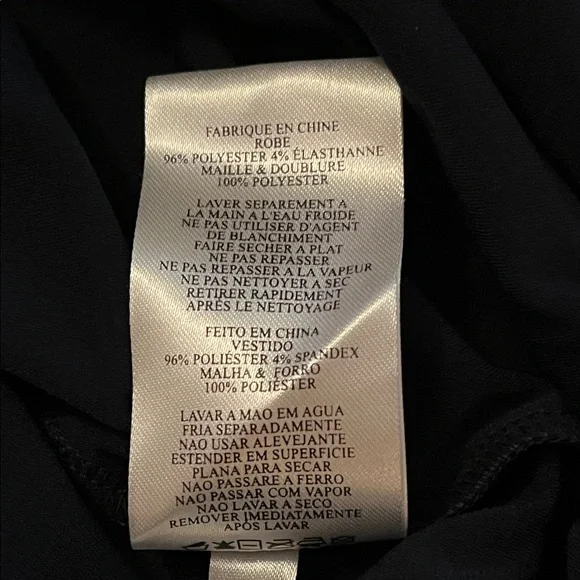 FABRIQUE EN CHINE
ROBE
96% POLYESTER 4% ÉLASTHANNE
MAILLE & DOUBLURE
100% POLYESTER
LAVER SEPAREMENT A
LA MAIN A L'EAU FROIDE
NE PAS UTILISER D'AGENT
DE BLANCHIMENT
FAIRE SECHER A PLAT
NE PAS REPASSER
NE PAS REPASSER A LA VAPEUR
NE PAS NETTOYER A SEC
RETIRER RAPIDEMENT
APRÈS LE NETTOYAGE
FEITO EM CHINA
VESTIDO
96% POLIÉSTER 4% SPANDEX
MALHA & FORRO
100% POLIÉSTER
LAVAR A MAO EM AGUA
FRIA SEPARADAMENTE
NAO USAR ALEVEJANTE
ESTENDER EM SUPERFICIE
PLANA PARA SECAR
NAO PASSARE A FERRO
NAO PASSAR COM VAPOR
NAO LAVAR A SECO
REMOVER IMEDIATAMENTE
APÓS LAVAR